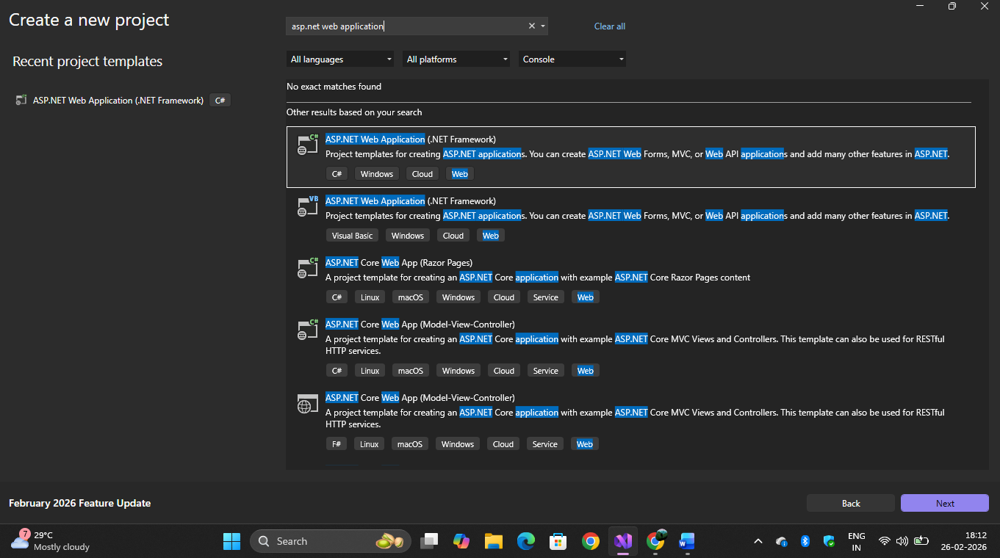 Create a new project
asp.net web application
Clear all
Recent project templates
All languages
All platforms
Console
ASP.NET Web Application (.NET Framework)
C#
No exact matches found
Other results based on your search
C#
ASP.NET Web Application (.NET Framework)
Project templates for creating ASP.NET applications. You can create ASP.NET Web Forms, MVC, or Web API applications and add many other features in ASP.NET.
C# Windows Cloud Web
VB
ASP.NET Web Application (.NET Framework)
Project templates for creating ASP.NET applications. You can create ASP.NET Web Forms, MVC, or Web API applications and add many other features in ASP.NET.
Visual Basic Windows Cloud Web
C#
ASP.NET Core Web App (Razor Pages)
A project template for creating an ASP.NET Core application with example ASP.NET Core Razor Pages content
C# Linux macOS Windows Cloud Service Web
C#
ASP.NET Core Web App (Model-View-Controller)
A project template for creating an ASP.NET Core application with example ASP.NET Core MVC Views and Controllers. This template can also be used for RESTful
HTTP services.
C# Linux macOS Windows Cloud Service Web
ASP.NET Core Web App (Model-View-Controller)
A project template for creating an ASP.NET Core application with example ASP.NET Core MVC Views and Controllers. This template can also be used for RESTful
HTTP services.
F# Linux macOS Windows Cloud Service Web
February 2026 Feature Update
Back
Next
7
29°C
Mostly cloudy
Search
W
ENG
IN
18:12
26-02-2026